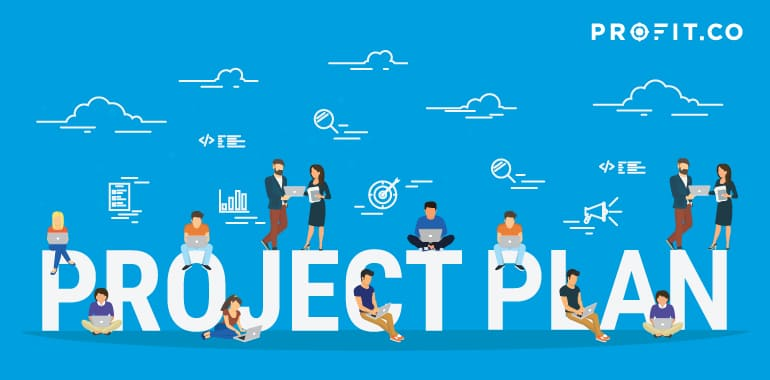 PROFIT.CO
</>
</>
PROJECT PLAN